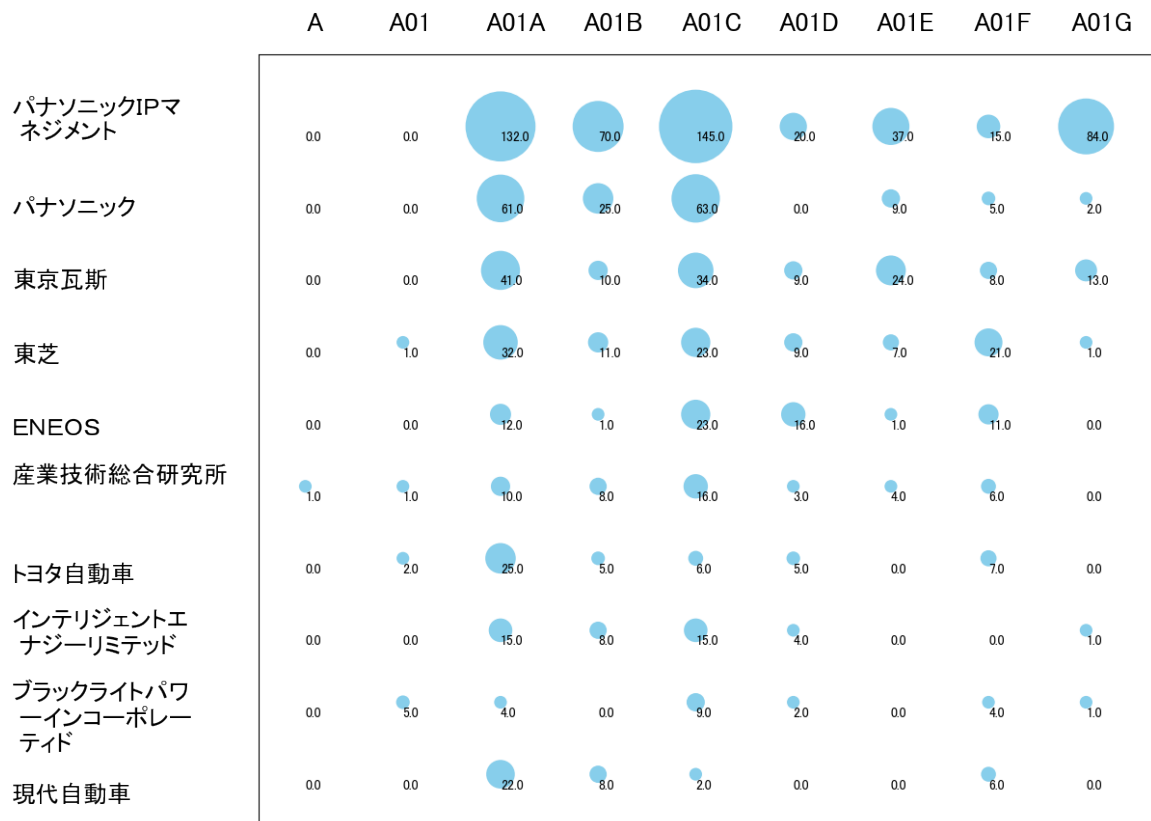 A A01 A01A A01B A01C A01D A01E A01F A01G
パナソニックIPマ
ネジメント
0.0 0.0 132.0 70.0 145.0 20.0 37.0 15.0 84.0
パナソニック
0.0 0.0 61.0 25.0 63.0 0.0 9.0 5.0 2.0
東京瓦斯
0.0 0.0 41.0 10.0 34.0 9.0 24.0 8.0 13.0
東芝
0.0 1.0 32.0 11.0 23.0 9.0 7.0 21.0 1.0
ENEOS
0.0 0.0 12.0 1.0 23.0 16.0 1.0 11.0 0.0
産業技術総合研究所
1.0 1.0 10.0 8.0 16.0 3.0 4.0 6.0 0.0
トヨタ自動車
0.0 2.0 25.0 5.0 6.0 5.0 0.0 7.0 0.0
インテリジェントエ
ナジーリミテッド
0.0 0.0 15.0 8.0 15.0 4.0 0.0 0.0 1.0
ブラックライトパワ
ーインコーポレー
ティド
0.0 5.0 4.0 0.0 9.0 2.0 0.0 4.0 1.0
現代自動車
0.0 0.0 22.0 8.0 2.0 0.0 0.0 6.0 0.0